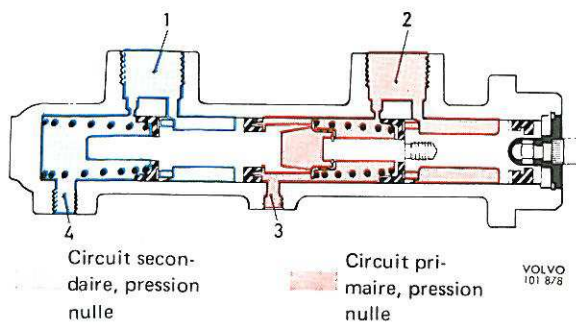 1
2
4
3
Circuit secon-
daire, pression
nulle
Circuit pri-
maire, pression
nulle
VOLVO
101 878